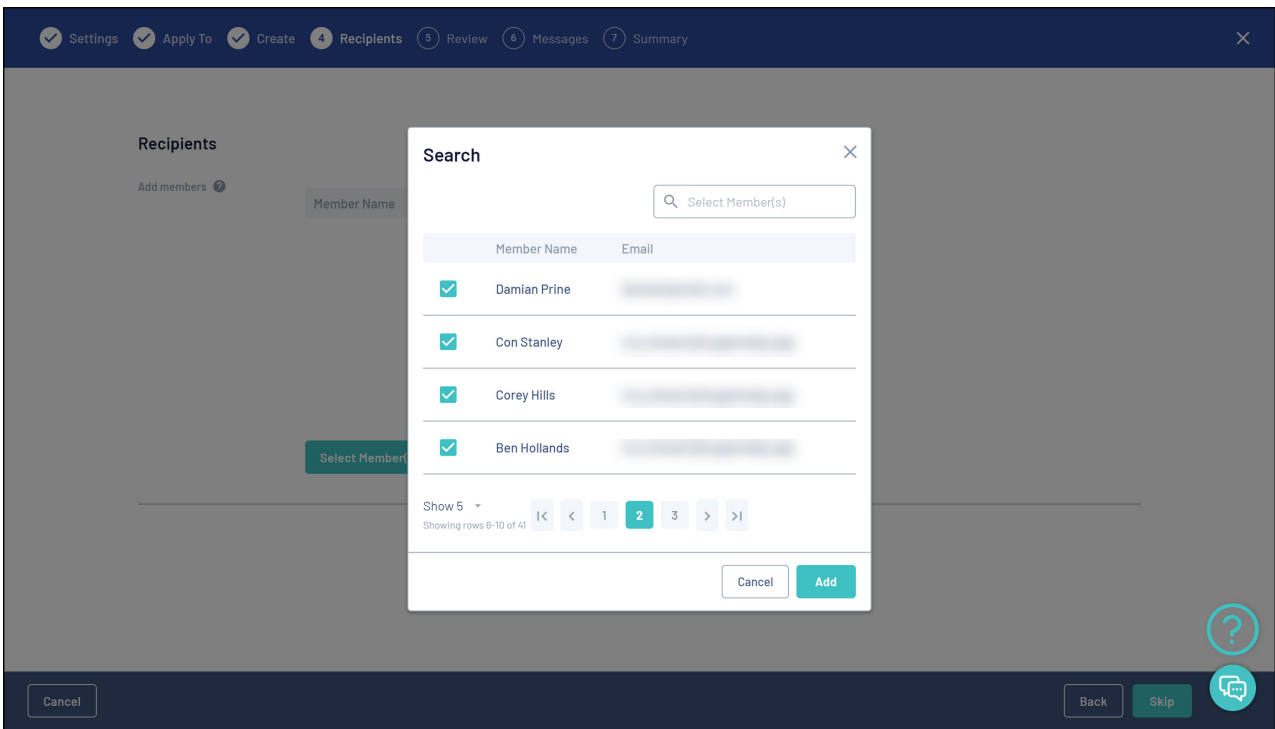 Settings Apply To Create 4 Recipients 5 Review 6 Messages 7 Summary
Recipients
Add members ?
Member Name
Select Member(
Search
Select Member(s)
Member Name Email
Damian Prine
Con Stanley
Corey Hills
Ben Hollands
Show 5
Showing rows 6-10 of 41
1 2 3
Cancel Add
?
Cancel Back Skip